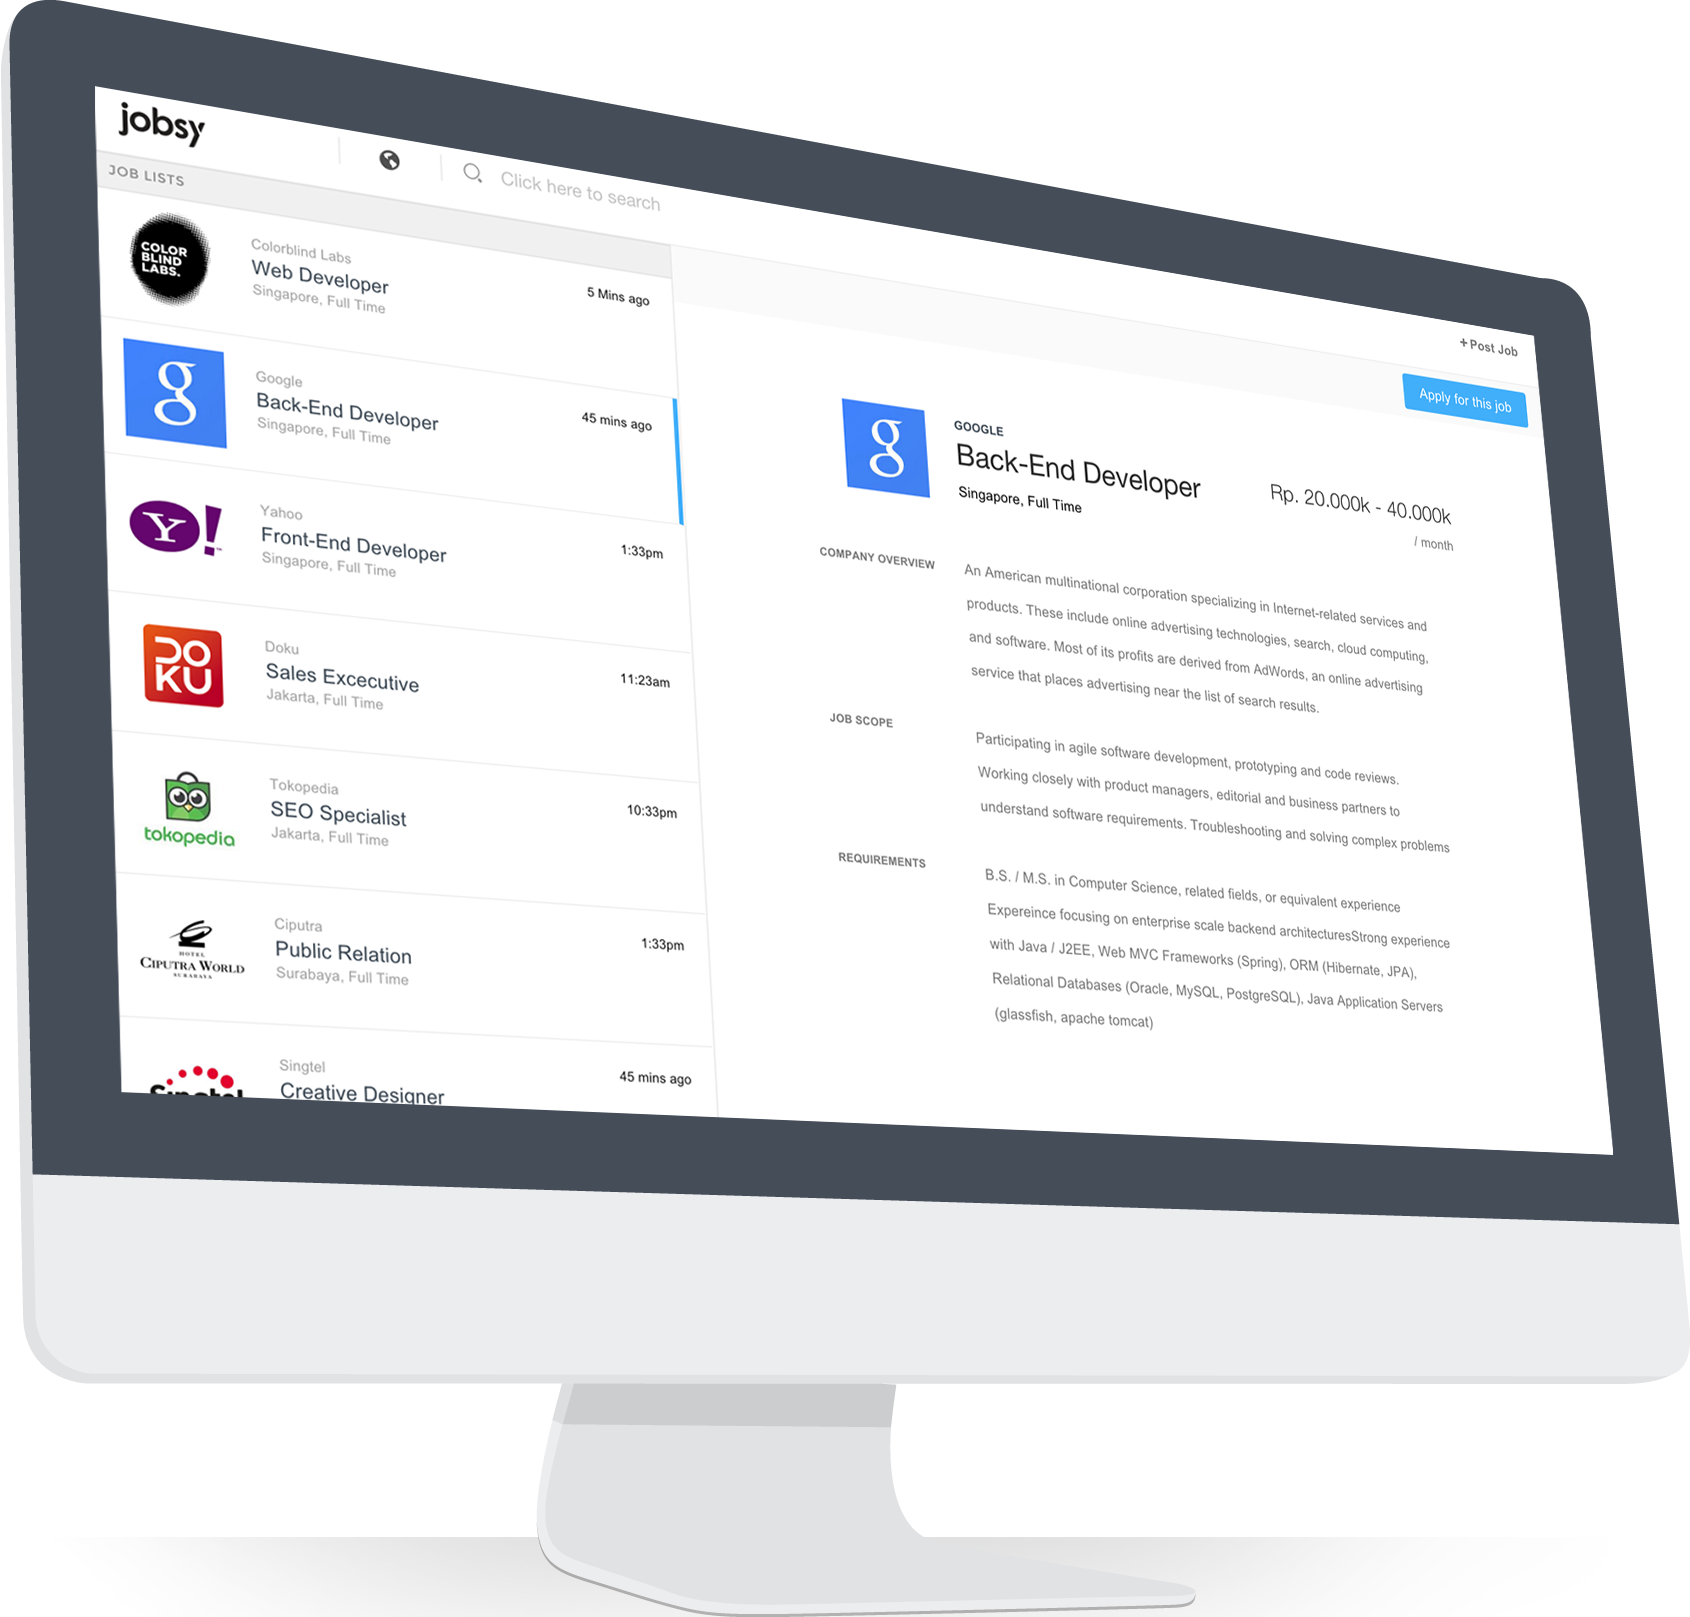 jobsy
Click here to search
+ Post Job
JOB LISTS
Apply for this job
COLOR
BLIND
LABS.
Colorblind Labs
Web Developer
Singapore, Full Time
5 Mins ago
g
Google
Back-End Developer
Singapore, Full Time
45 mins ago
Y!
Yahoo
Front-End Developer
Singapore, Full Time
1:33pm
DO
KU
Doku
Sales Excecutive
Jakarta, Full Time
11:23am
tokopedia
Tokopedia
SEO Specialist
Jakarta, Full Time
10:33pm
HOTEL
CIPUTRA WORLD
SURABAYA
Ciputra
Public Relation
Surabaya, Full Time
1:33pm
Singtel
Singtel
Creative Designer
45 mins ago
g
GOOGLE
Back-End Developer
Singapore, Full Time
Rp. 20.000k - 40.000k
/ month
COMPANY OVERVIEW
An American multinational corporation specializing in Internet-related services and
products. These include online advertising technologies, search, cloud computing,
and software. Most of its profits are derived from AdWords, an online advertising
service that places advertising near the list of search results.
JOB SCOPE
Participating in agile software development, prototyping and code reviews.
Working closely with product managers, editorial and business partners to
understand software requirements. Troubleshooting and solving complex problems
REQUIREMENTS
B.S. / M.S. in Computer Science, related fields, or equivalent experience
Expereince focusing on enterprise scale backend architecturesStrong experience
with Java / J2EE, Web MVC Frameworks (Spring), ORM (Hibernate, JPA),
Relational Databases (Oracle, MySQL, PostgreSQL), Java Application Servers
(glassfish, apache tomcat)